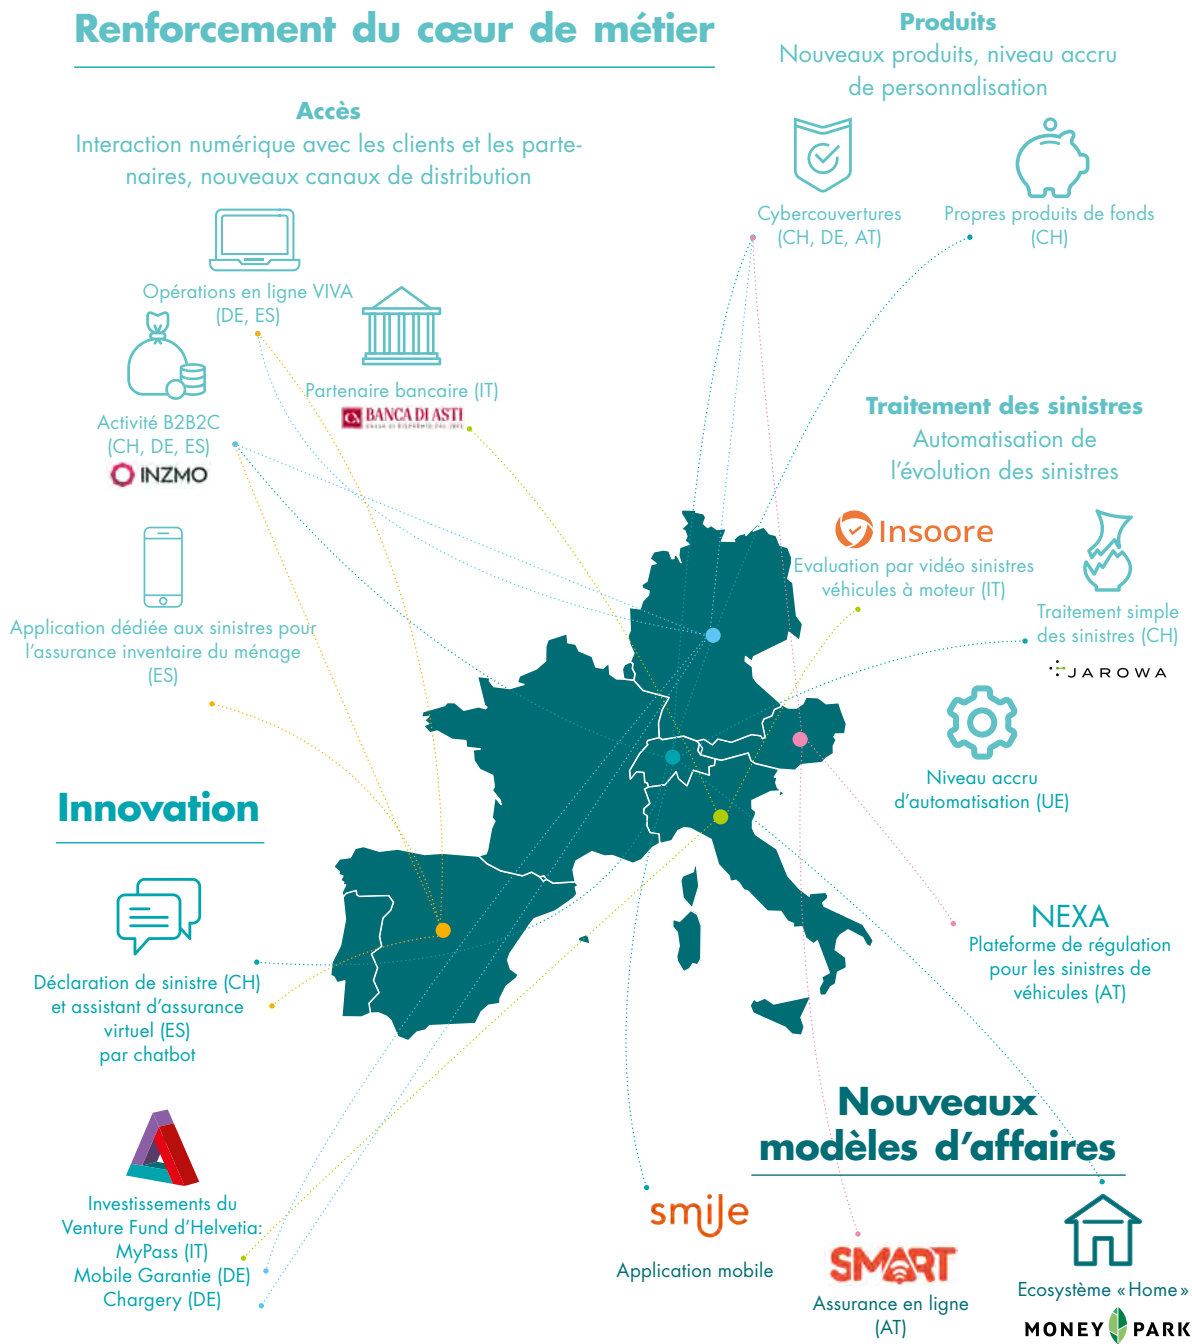 Renforcement du cœur de métier
Accès
Interaction numérique avec les clients et les parte-
naires, nouveaux canaux de distribution
Opérations en ligne VIVA
(DE, ES)
Partenaire bancaire (IT)
BANCA DI ASTI
Activité B2B2C
(CH, DE, ES)
INZMO
Application dédiée aux sinistres pour
l’assurance inventaire du ménage
(ES)
Produits
Nouveaux produits, niveau accru
de personnalisation
Cybercouvertures
(CH, DE, AT)
Propres produits de fonds
(CH)
Traitement des sinistres
Automatisation de
l’évolution des sinistres
Insoore
Evaluation par vidéo sinistres
véhicules à moteur (IT)
Traitement simple
des sinistres (CH)
JAROWA
Niveau accru
d’automatisation (UE)
Innovation
Déclaration de sinistre (CH)
et assistant d’assurance
virtuel (ES)
par chatbot
Investissements du
Venture Fund d’Helvetia:
MyPass (IT)
Mobile Garantie (DE)
Chargery (DE)
NEXA
Plateforme de régulation
pour les sinistres de
véhicules (AT)
Nouveaux
modèles d’affaires
smile
Application mobile
SMART
Assurance en ligne
(AT)
Ecosystème «Home»
MONEY PARK